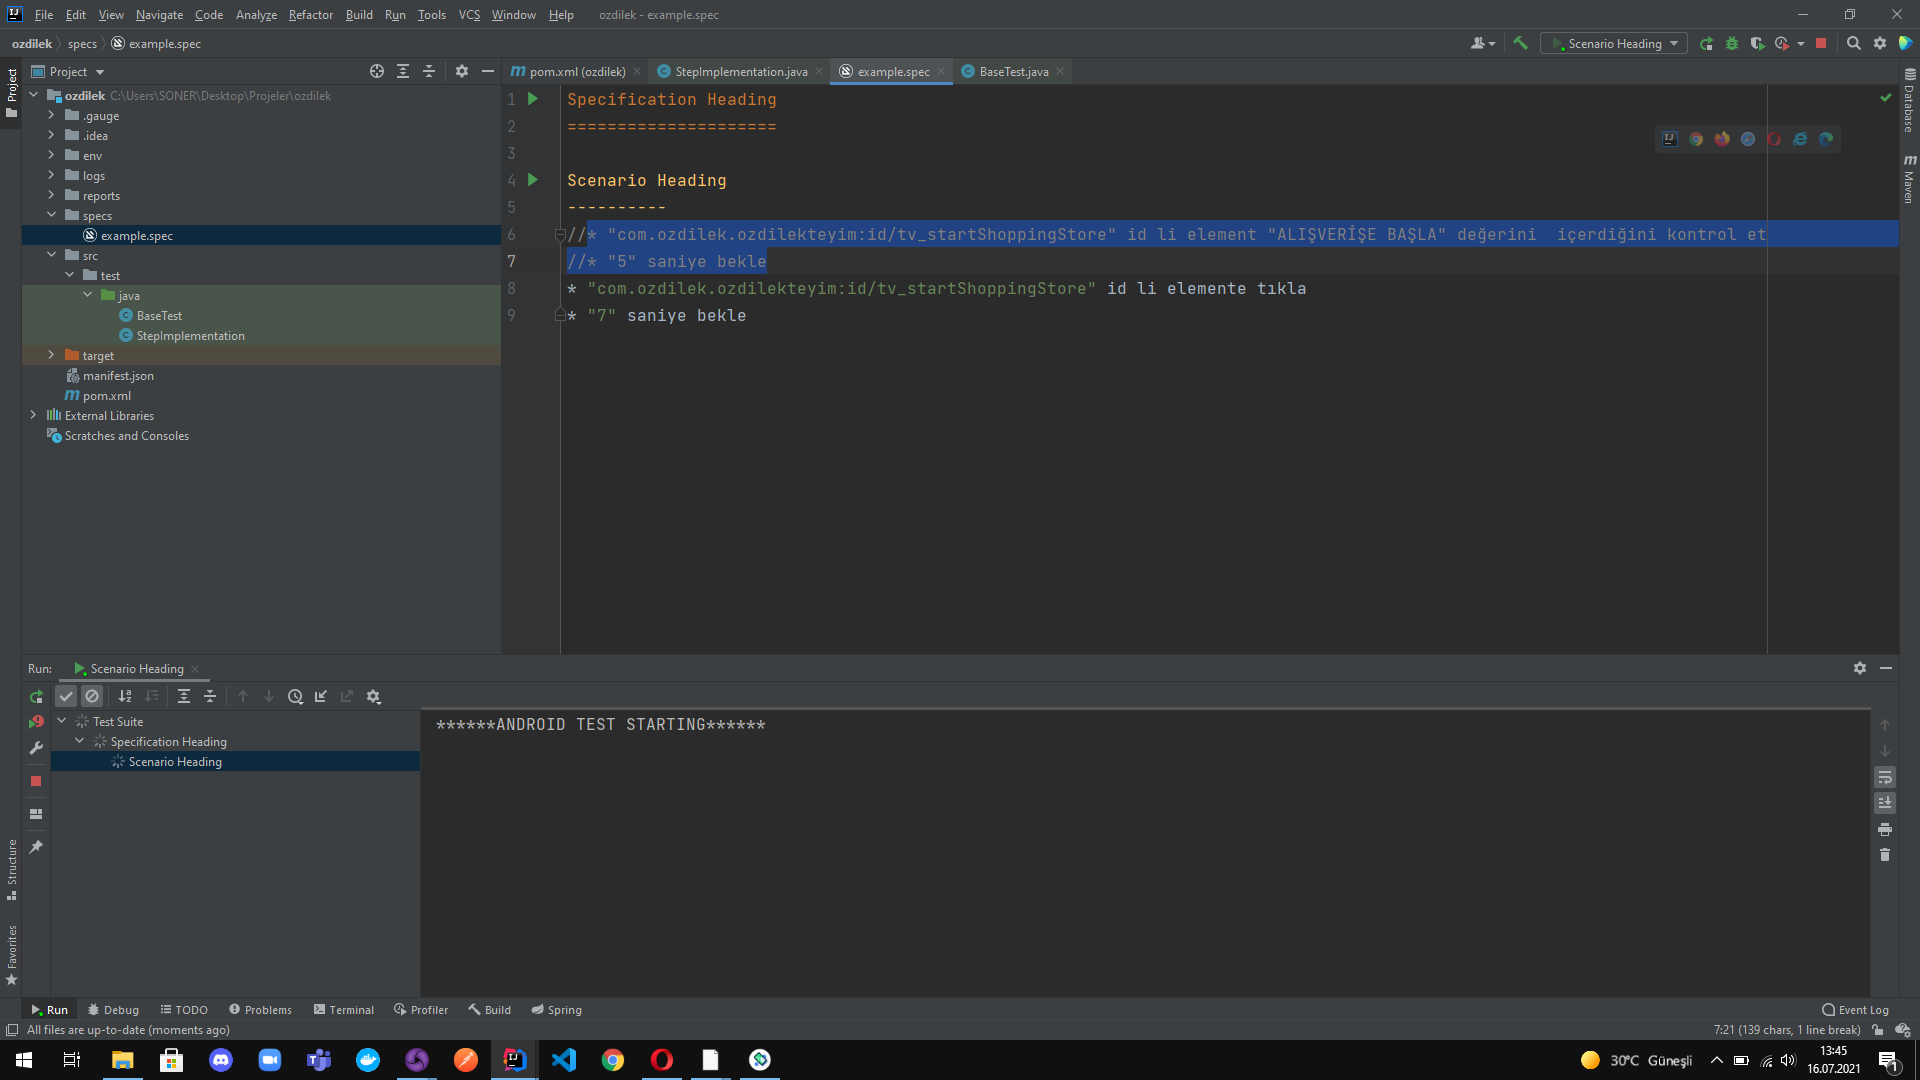 File Edit View Navigate Code Analyze Refactor Build Run Tools VCS Window Help ozdilek - example.spec
ozdilek specs example.spec Scenario Heading
Project
pom.xml (ozdilek) StepImplementation.java example.spec BaseTest.java
Project
ozdilek C:\Users\SONER\Desktop\Projeler\ozdilek
.gauge
.idea
env
logs
reports
specs
example.spec
src
test
java
BaseTest
StepImplementation
target
manifest.json
pom.xml
External Libraries
Scratches and Consoles
1 Specification Heading
2 =====================
3
4 Scenario Heading
5 ----------
6 //* "com.ozdilek.ozdilekteyim:id/tv_startShoppingStore" id li element "ALIŞVERİŞE BAŞLA" değerini  içerdiğini kontrol et
7 //* "5" saniye bekle
8 * "com.ozdilek.ozdilekteyim:id/tv_startShoppingStore" id li elemente tıkla
9 * "7" saniye bekle
Database
Maven
Run: Scenario Heading
Test Suite
Specification Heading
Scenario Heading
******ANDROID TEST STARTING******
Structure
Favorites
Run Debug TODO Problems Terminal Profiler Build Spring Event Log
All files are up-to-date (moments ago) 7:21 (139 chars, 1 line break)
30°C Güneşli 13:45
16.07.2021
1